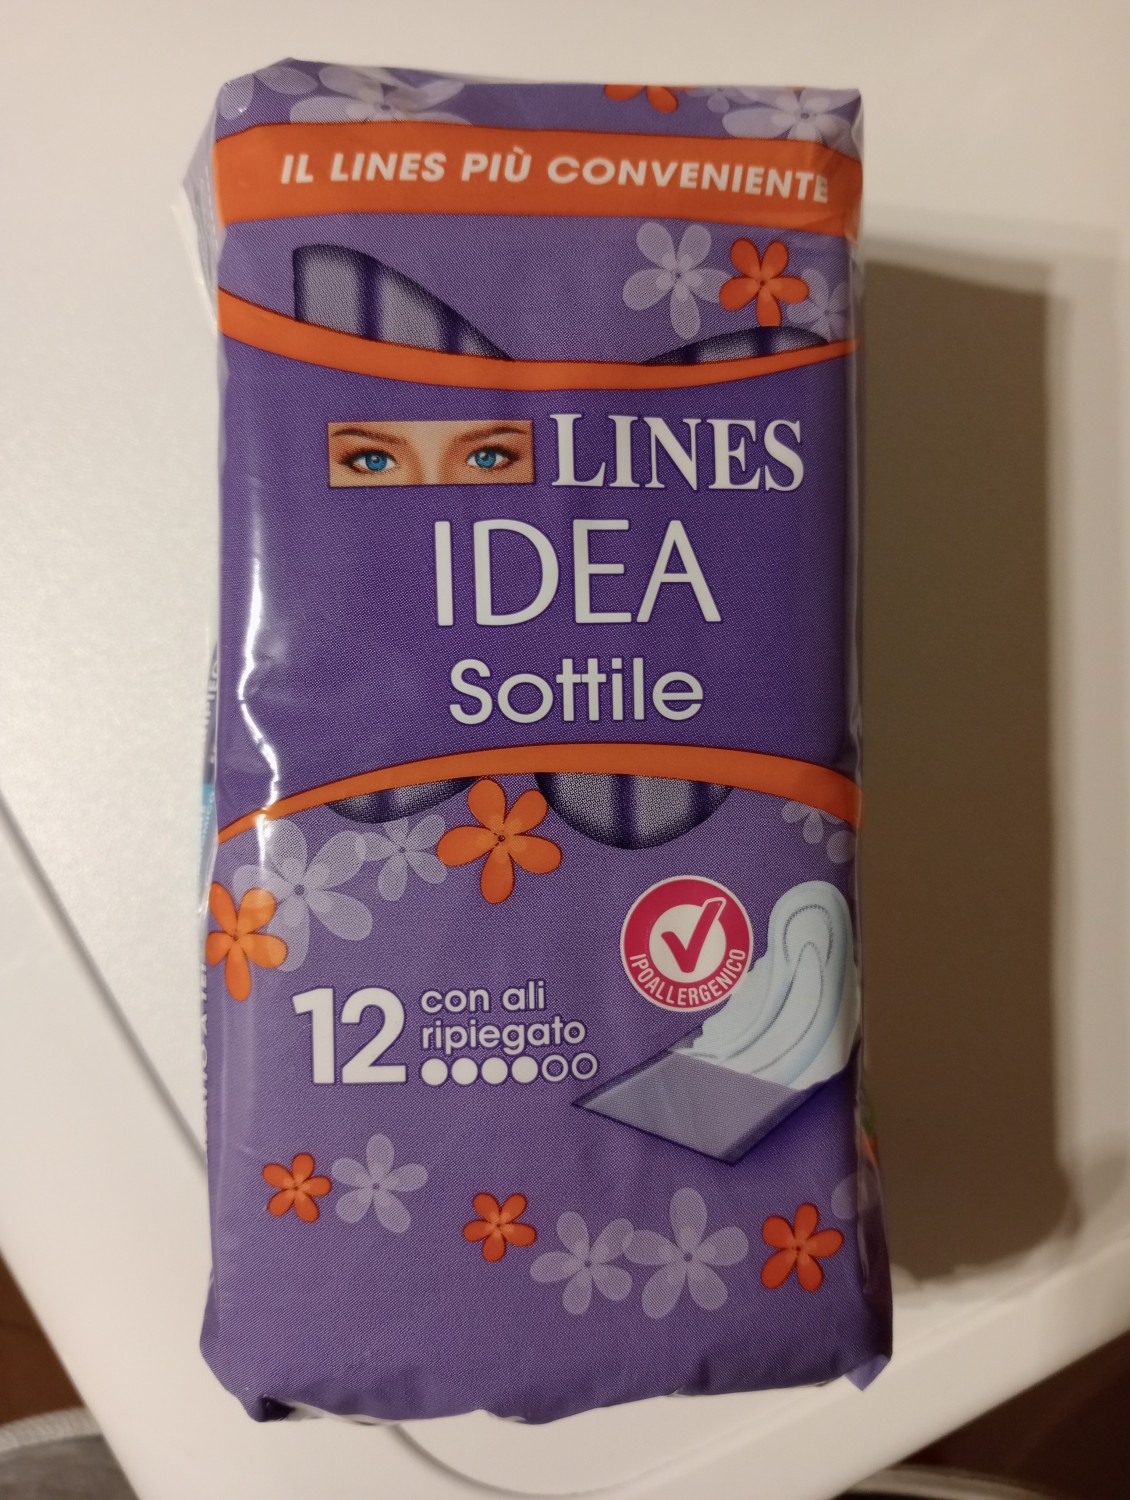 IL LINES PIÙ CONVENIENTE
LINES
IDEA
Sottile
IPOALLERGENICO
12
con ali
ripiegato